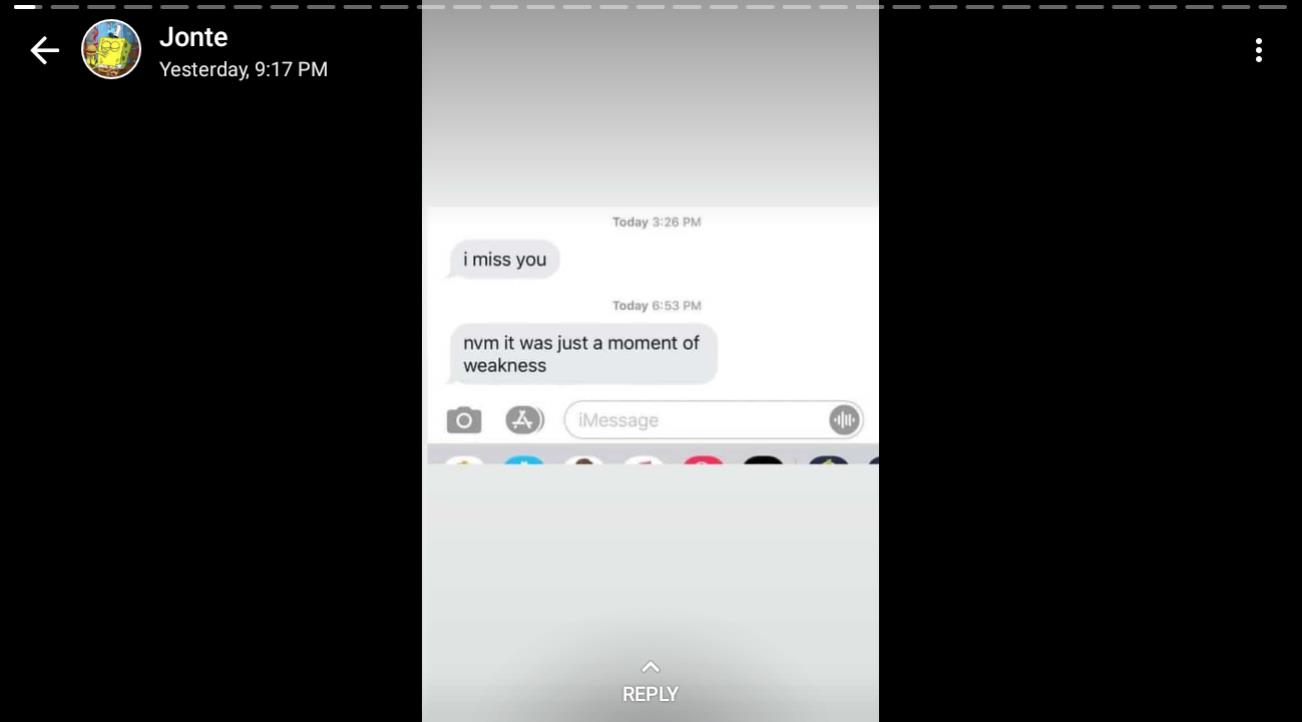 Jonte
Yesterday, 9:17 PM
Today 3:26 PM
i miss you
Today 6:53 PM
nvm it was just a moment of
weakness
iMessage
REPLY